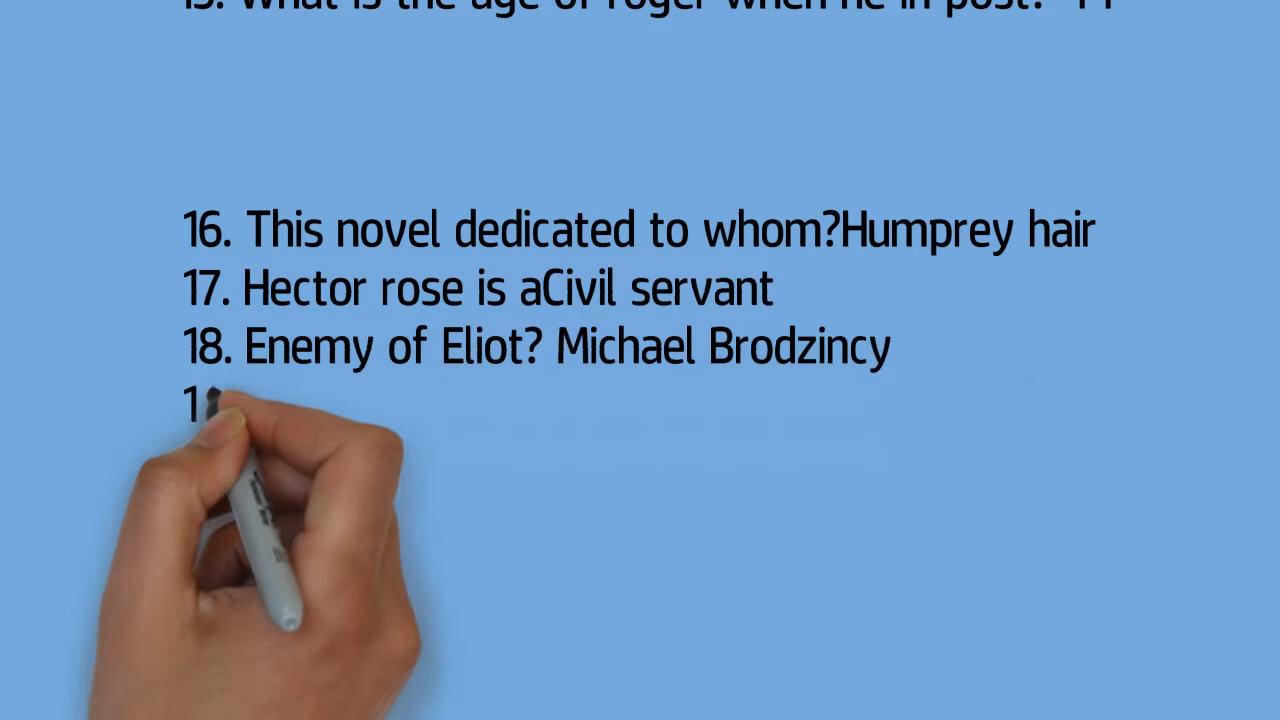 15. What is the age of roger when he in post?
16. This novel dedicated to whom?Humprey hair
17. Hector rose is aCivil servant
18. Enemy of Eliot? Michael Brodzincy
1